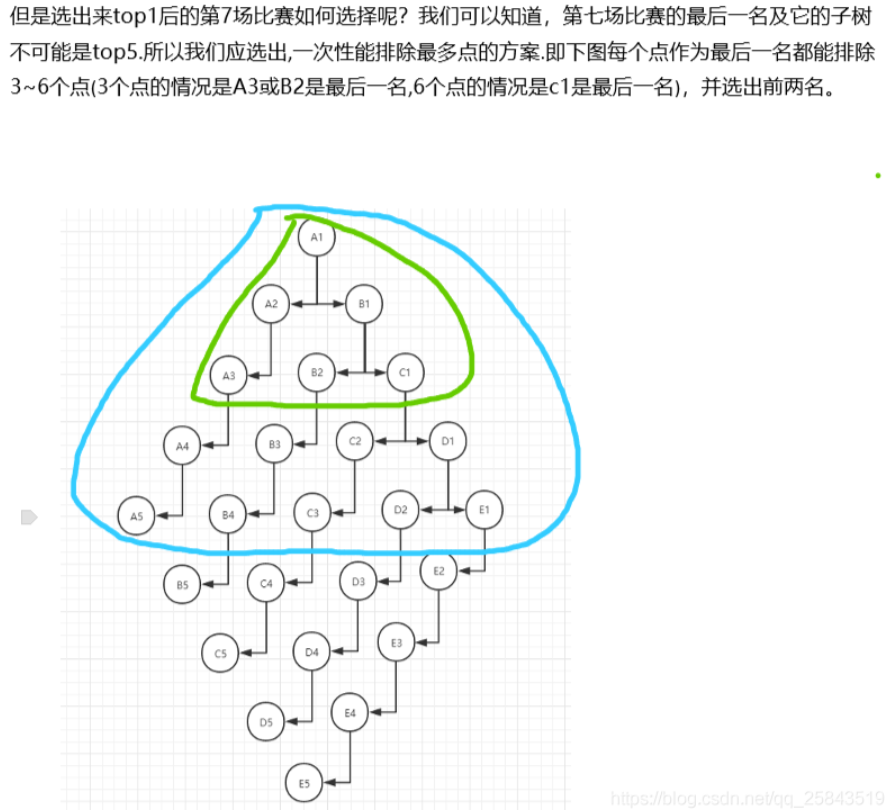 但是选出来top1后的第7场比赛如何选择呢？我们可以知道，第七场比赛的最后一名及它的子树
不可能是top5.所以我们应选出,一次性能排除最多点的方案.即下图每个点作为最后一名都能排除
3~6个点(3个点的情况是A3或B2是最后一名,6个点的情况是c1是最后一名)，并选出前两名。
A1
A2
B1
A3
B2
C1
A4
B3
C2
D1
A5
B4
C3
D2
E1
B5
C4
D3
E2
C5
D4
E3
D5
E4
E5
https://blog.csdn.net/qq_25843519